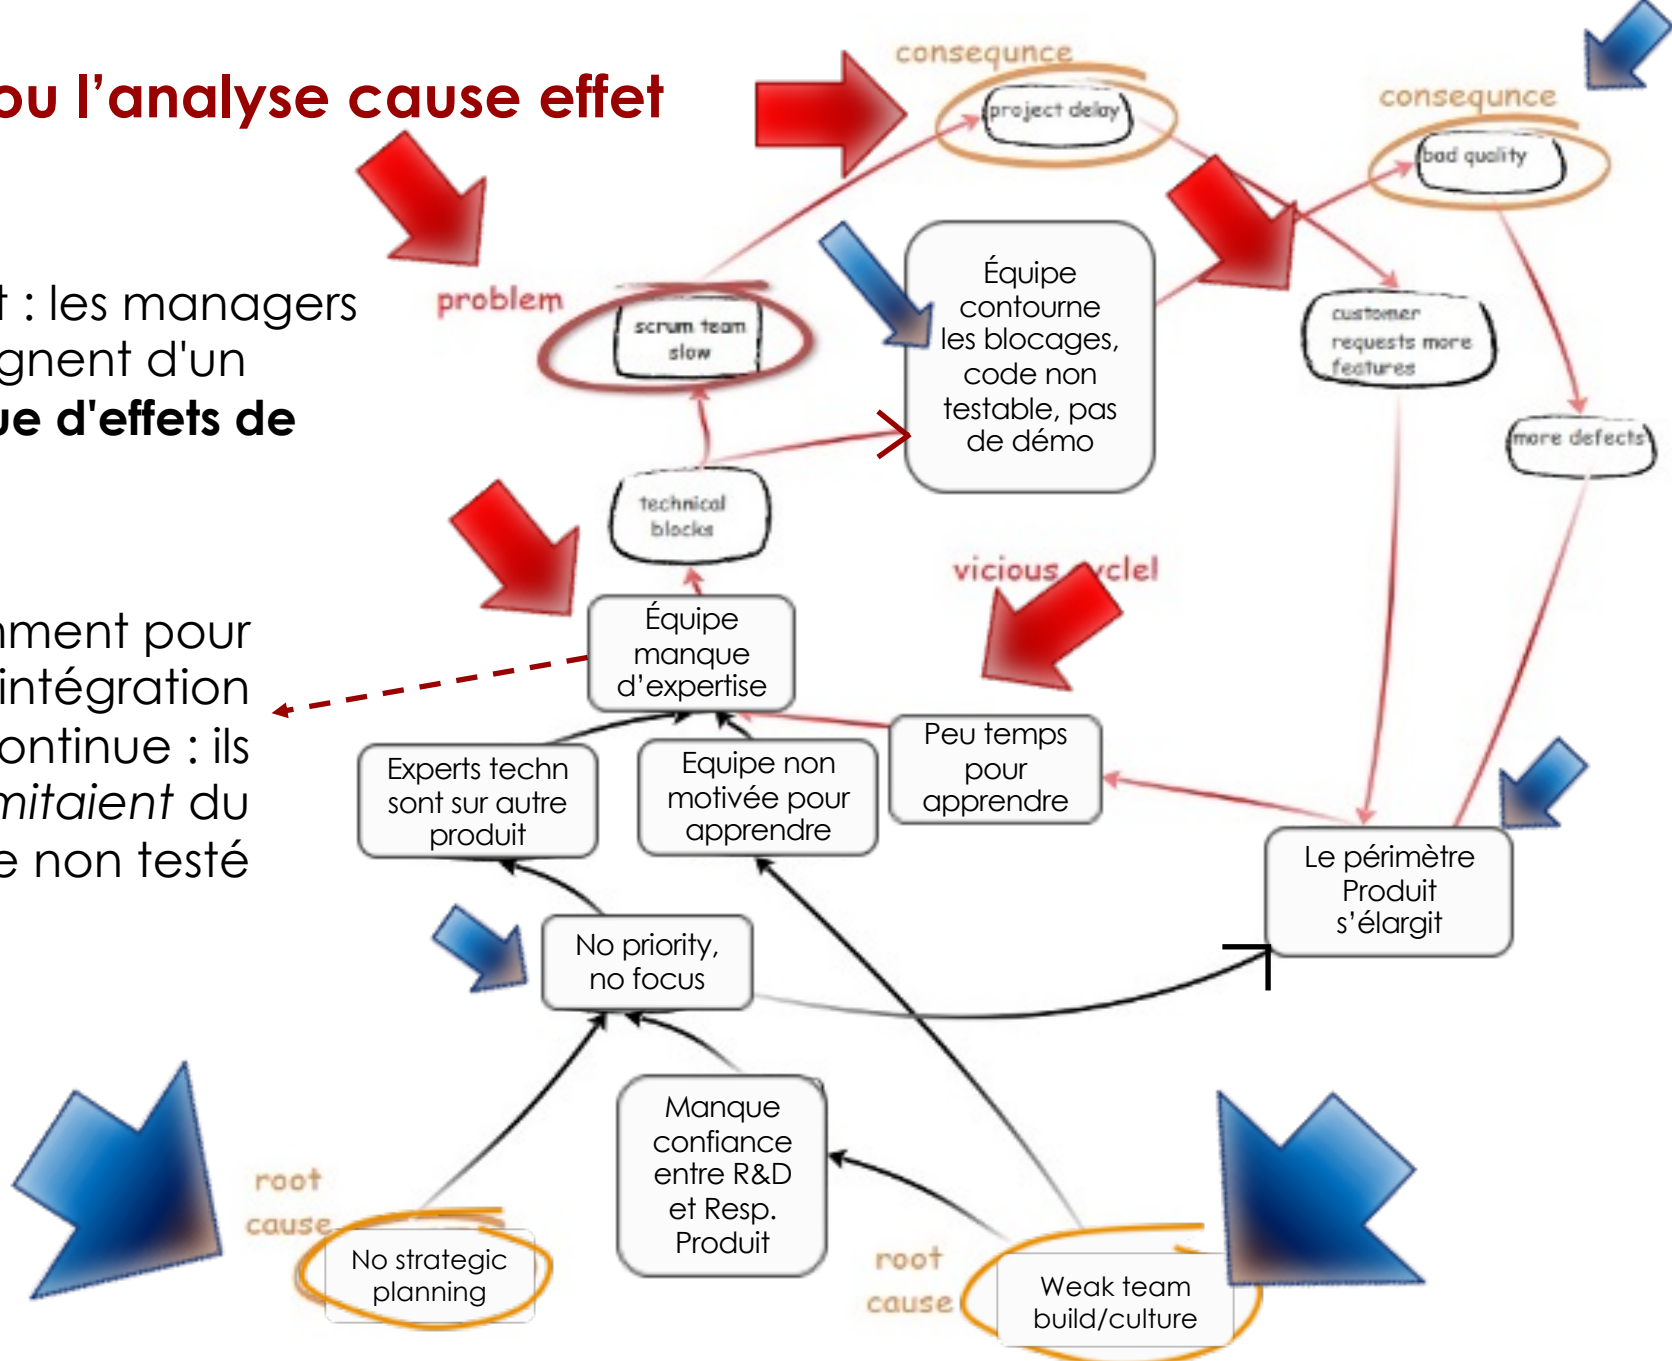 ou l'analyse cause effet
t : les managers
gnent d'un
ue d'effets de
nment pour
intégration
ontinue : ils
mitaient du
e non testé
consequnce
project delay
consequnce
bad quality
problem
scrum team
slow
Équipe
contourne
les blocages,
code non
testable, pas
de démo
customer
requests more
features
more defects
technical
blocks
vicious ycle!
Équipe
manque
d'expertise
Experts techn
sont sur autre
produit
Equipe non
motivée pour
apprendre
Peu temps
pour
apprendre
Le périmètre
Produit
s'élargit
No priority,
no focus
Manque
confiance
entre R&D
et Resp.
Produit
root
cause
No strategic
planning
root
cause
Weak team
build/culture